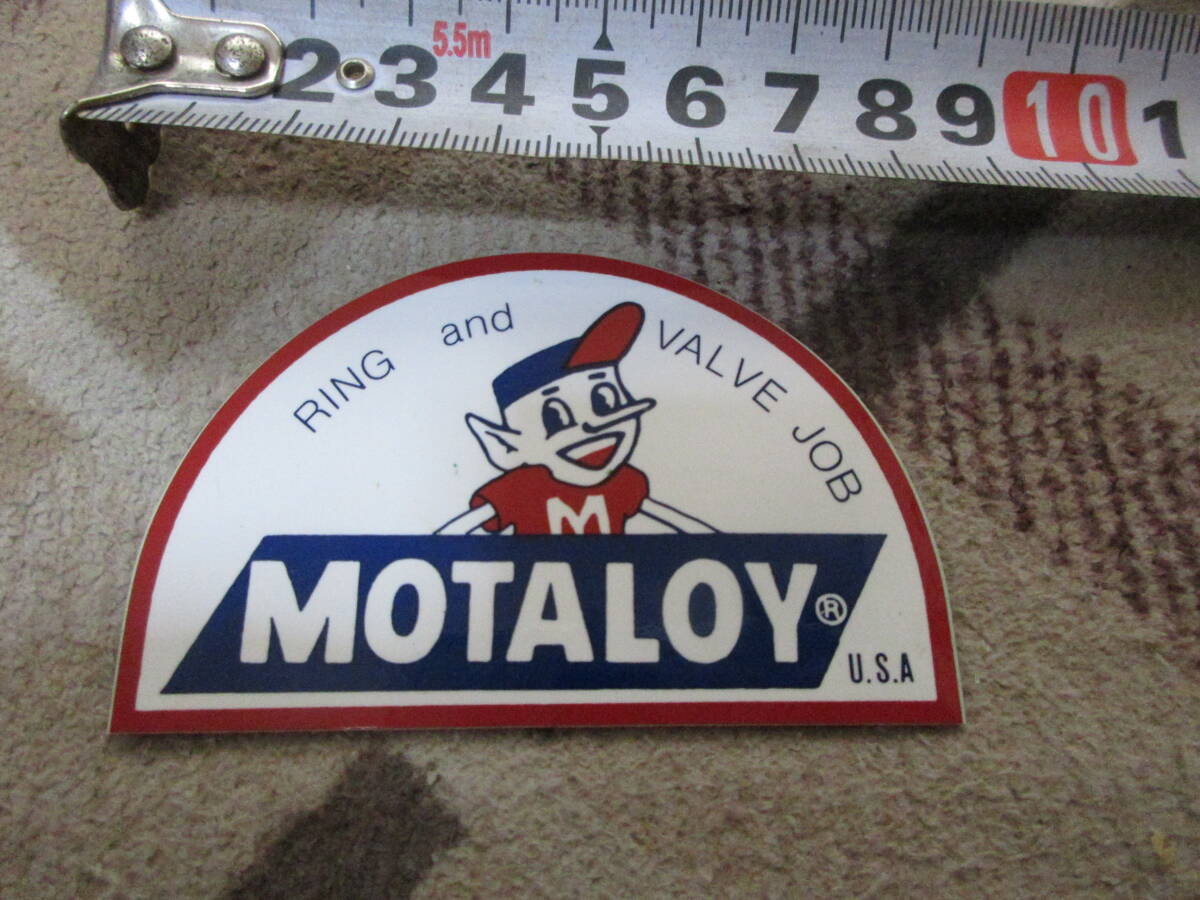 5.5m
2 3 4 5 6 7 8 9 10 1
RING and VALVE JOB
M
MOTALOY®
U.S.A